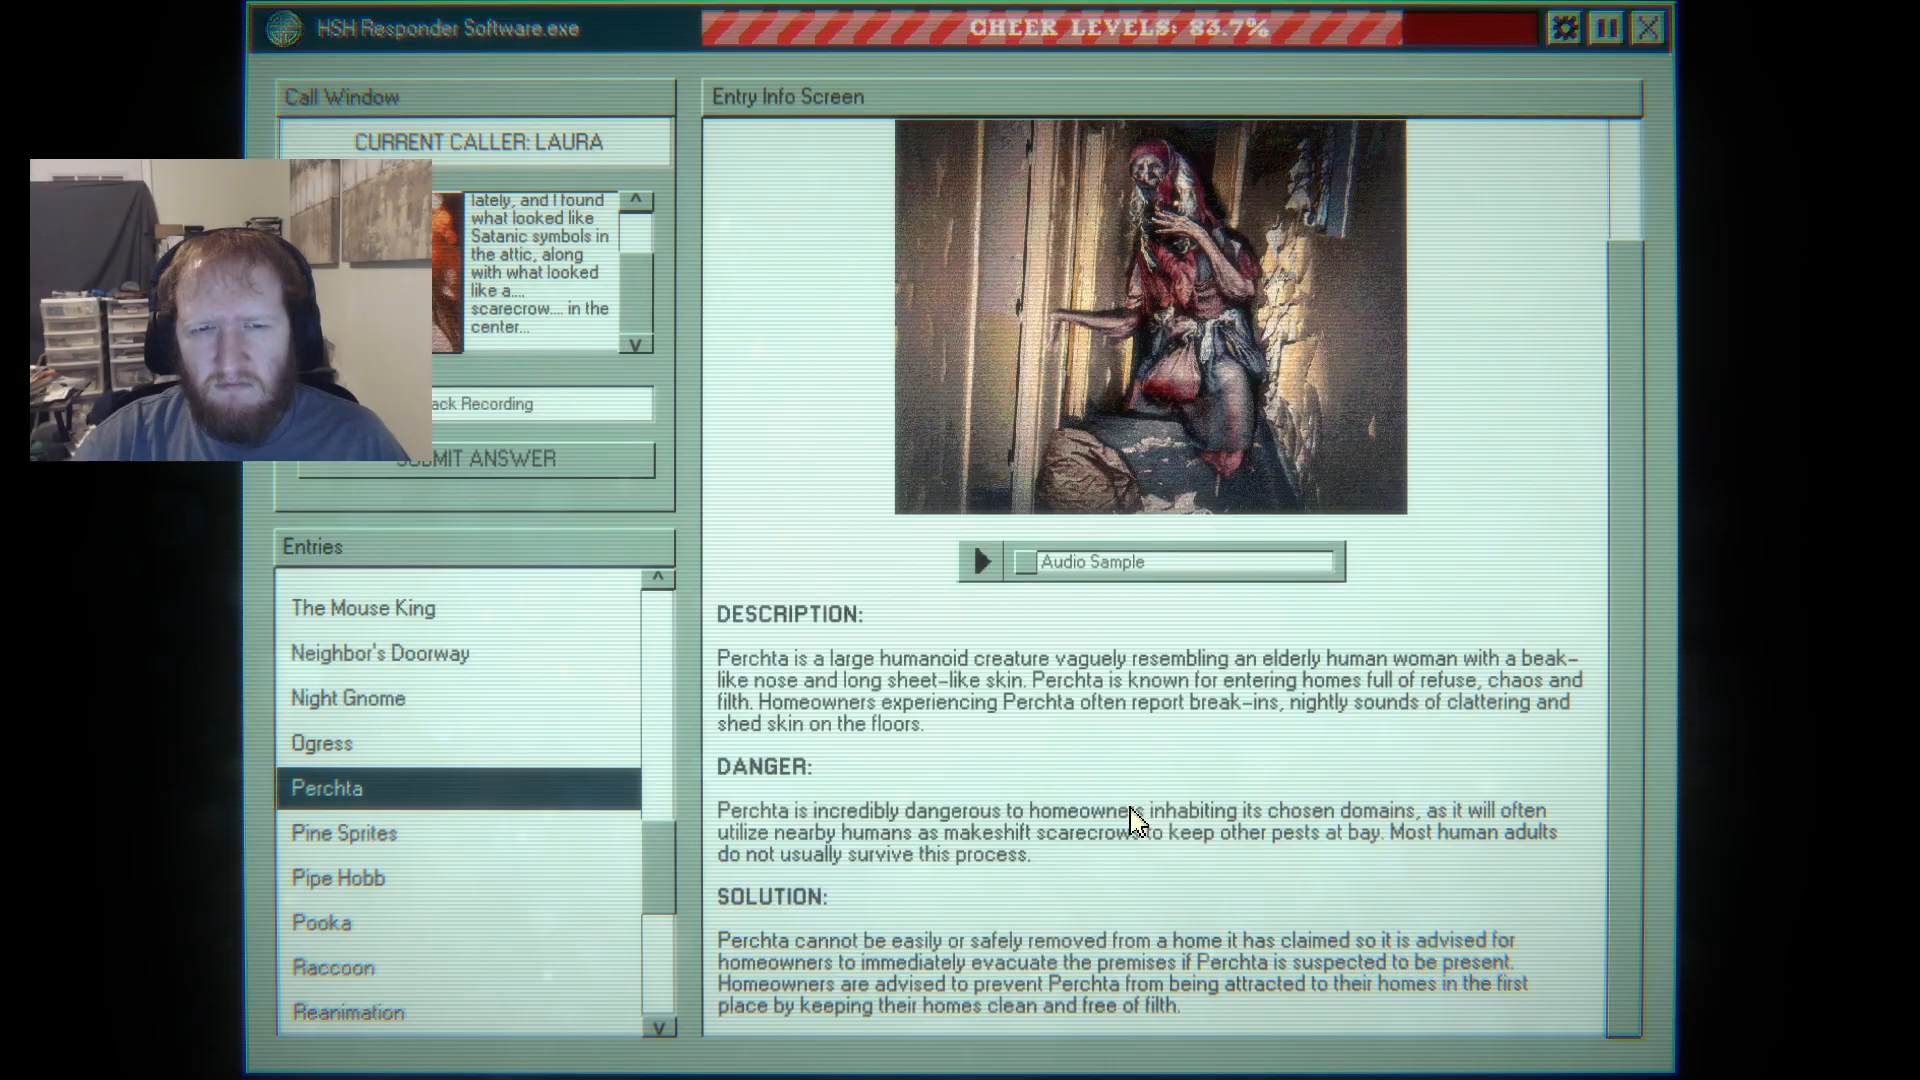 HSH Responder Software.exe
CHEER LEVELS: 83.7%
Call Window
CURRENT CALLER: LAURA
lately, and I found
what looked like
Satanic symbols in
the attic, along
with what looked
like a....
scarecrow.... in the
center...
ack Recording
SUBMIT ANSWER
Entries
The Mouse King
Neighbor's Doorway
Night Gnome
Ogress
Perchta
Pine Sprites
Pipe Hobb
Pooka
Raccoon
Reanimation
Entry Info Screen
Audio Sample
DESCRIPTION:
Perchta is a large humanoid creature vaguely resembling an elderly human woman with a beak-
like nose and long sheet-like skin. Perchta is known for entering homes full of refuse, chaos and
filth. Homeowners experiencing Perchta often report break-ins, nightly sounds of clattering and
shed skin on the floors.
DANGER:
Perchta is incredibly dangerous to homeowners inhabiting its chosen domains, as it will often
utilize nearby humans as makeshift scarecrows to keep other pests at bay. Most human adults
do not usually survive this process.
SOLUTION:
Perchta cannot be easily or safely removed from a home it has claimed so it is advised for
homeowners to immediately evacuate the premises if Perchta is suspected to be present.
Homeowners are advised to prevent Perchta from being attracted to their homes in the first
place by keeping their homes clean and free of filth.